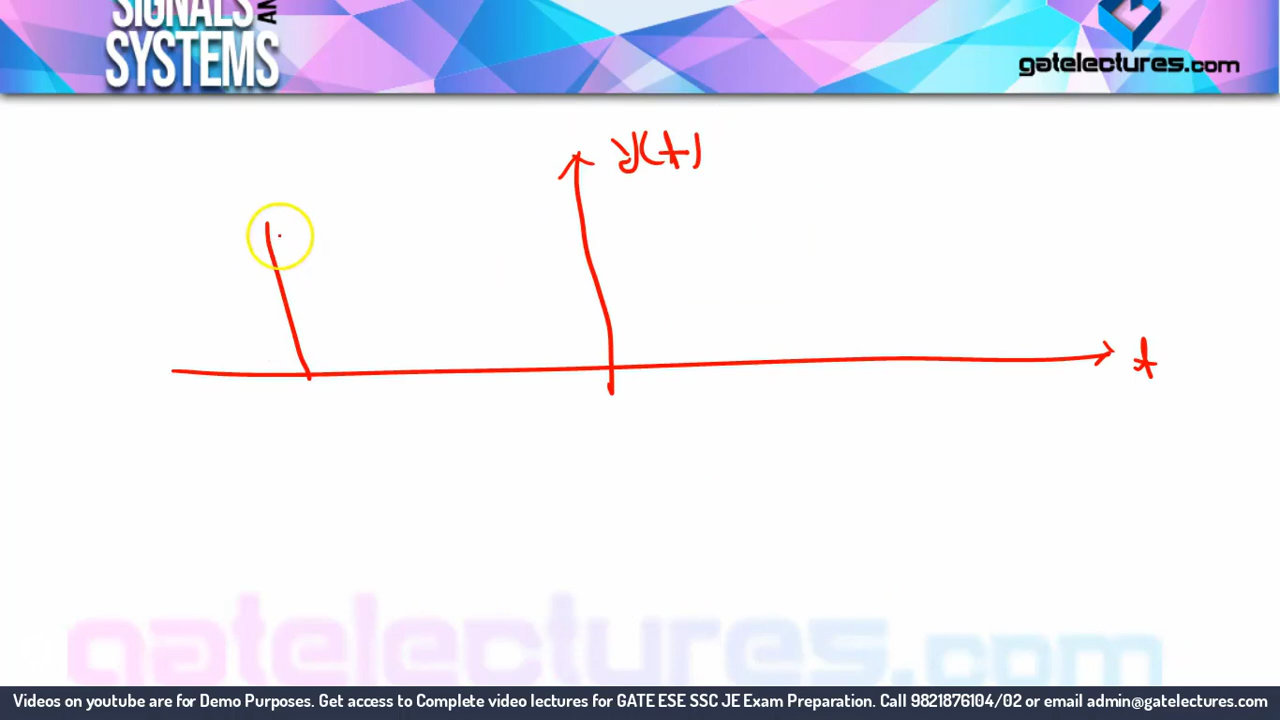 SIGNALS AND
SYSTEMS
gatelectures.com
y(t)
t
gatelectures.com
Videos on youtube are for Demo Purposes. Get access to Complete video lectures for GATE ESE SSC JE Exam Preparation. Call 9821876104/02 or email admin@gatelectures.com